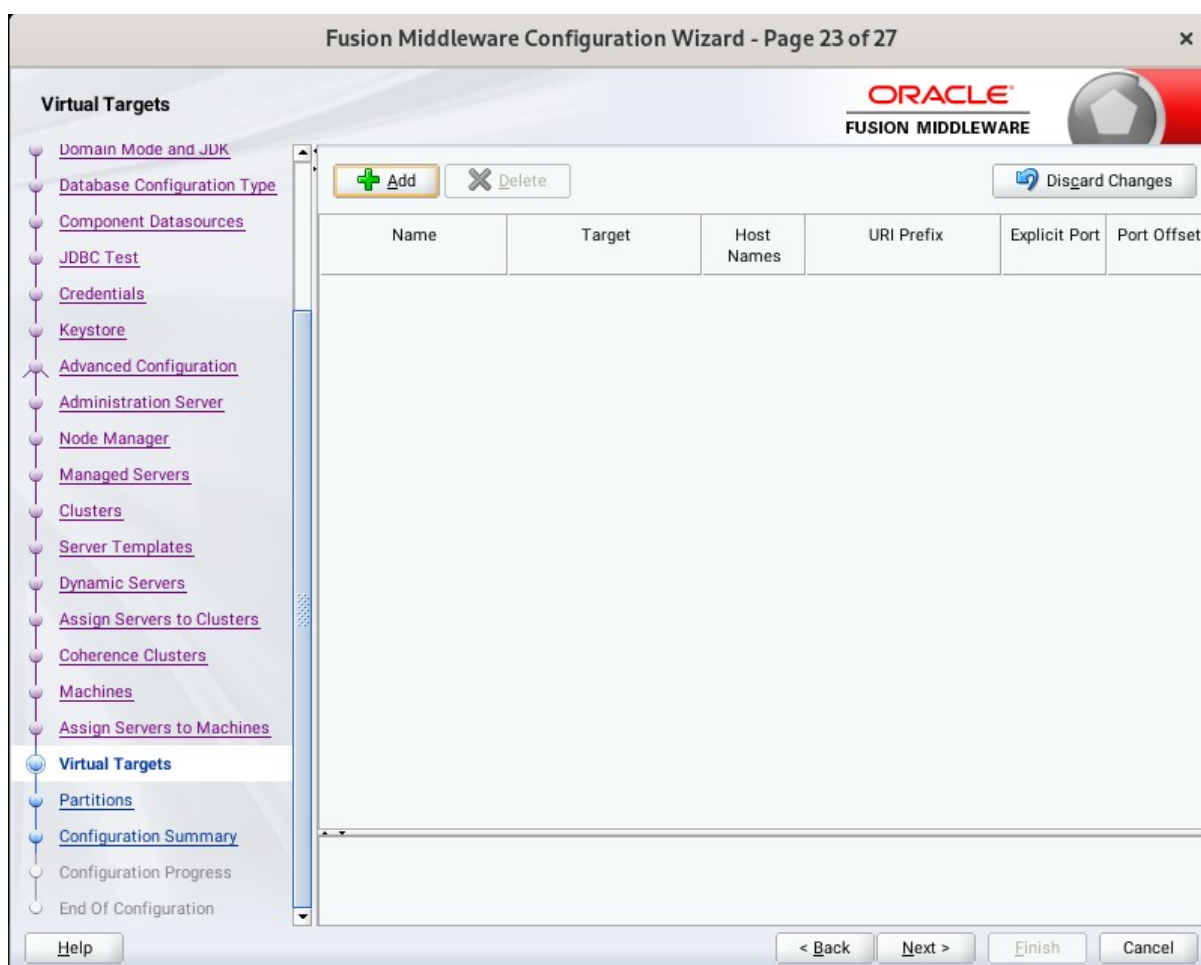 Fusion Middleware Configuration Wizard - Page 23 of 27
Virtual Targets
ORACLE
FUSION MIDDLEWARE
Domain Mode and JDK
Database Configuration Type
Component Datasources
JDBC Test
Credentials
Keystore
Advanced Configuration
Administration Server
Node Manager
Managed Servers
Clusters
Server Templates
Dynamic Servers
Assign Servers to Clusters
Coherence Clusters
Machines
Assign Servers to Machines
Virtual Targets
Partitions
Configuration Summary
Configuration Progress
End Of Configuration
Add Delete Discard Changes
Name Target Host Names URI Prefix Explicit Port Port Offset
Help < Back Next > Finish Cancel